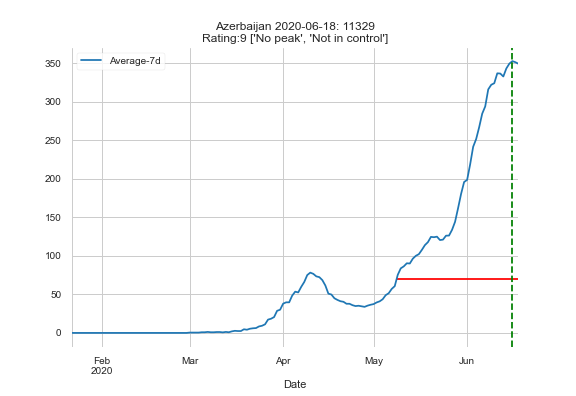 Azerbaijan 2020-06-18: 11329
Rating:9 ['No peak', 'Not in control']
Average-7d
350
300
250
200
150
100
50
0
Feb
2020
Mar
Apr
May
Jun
Date